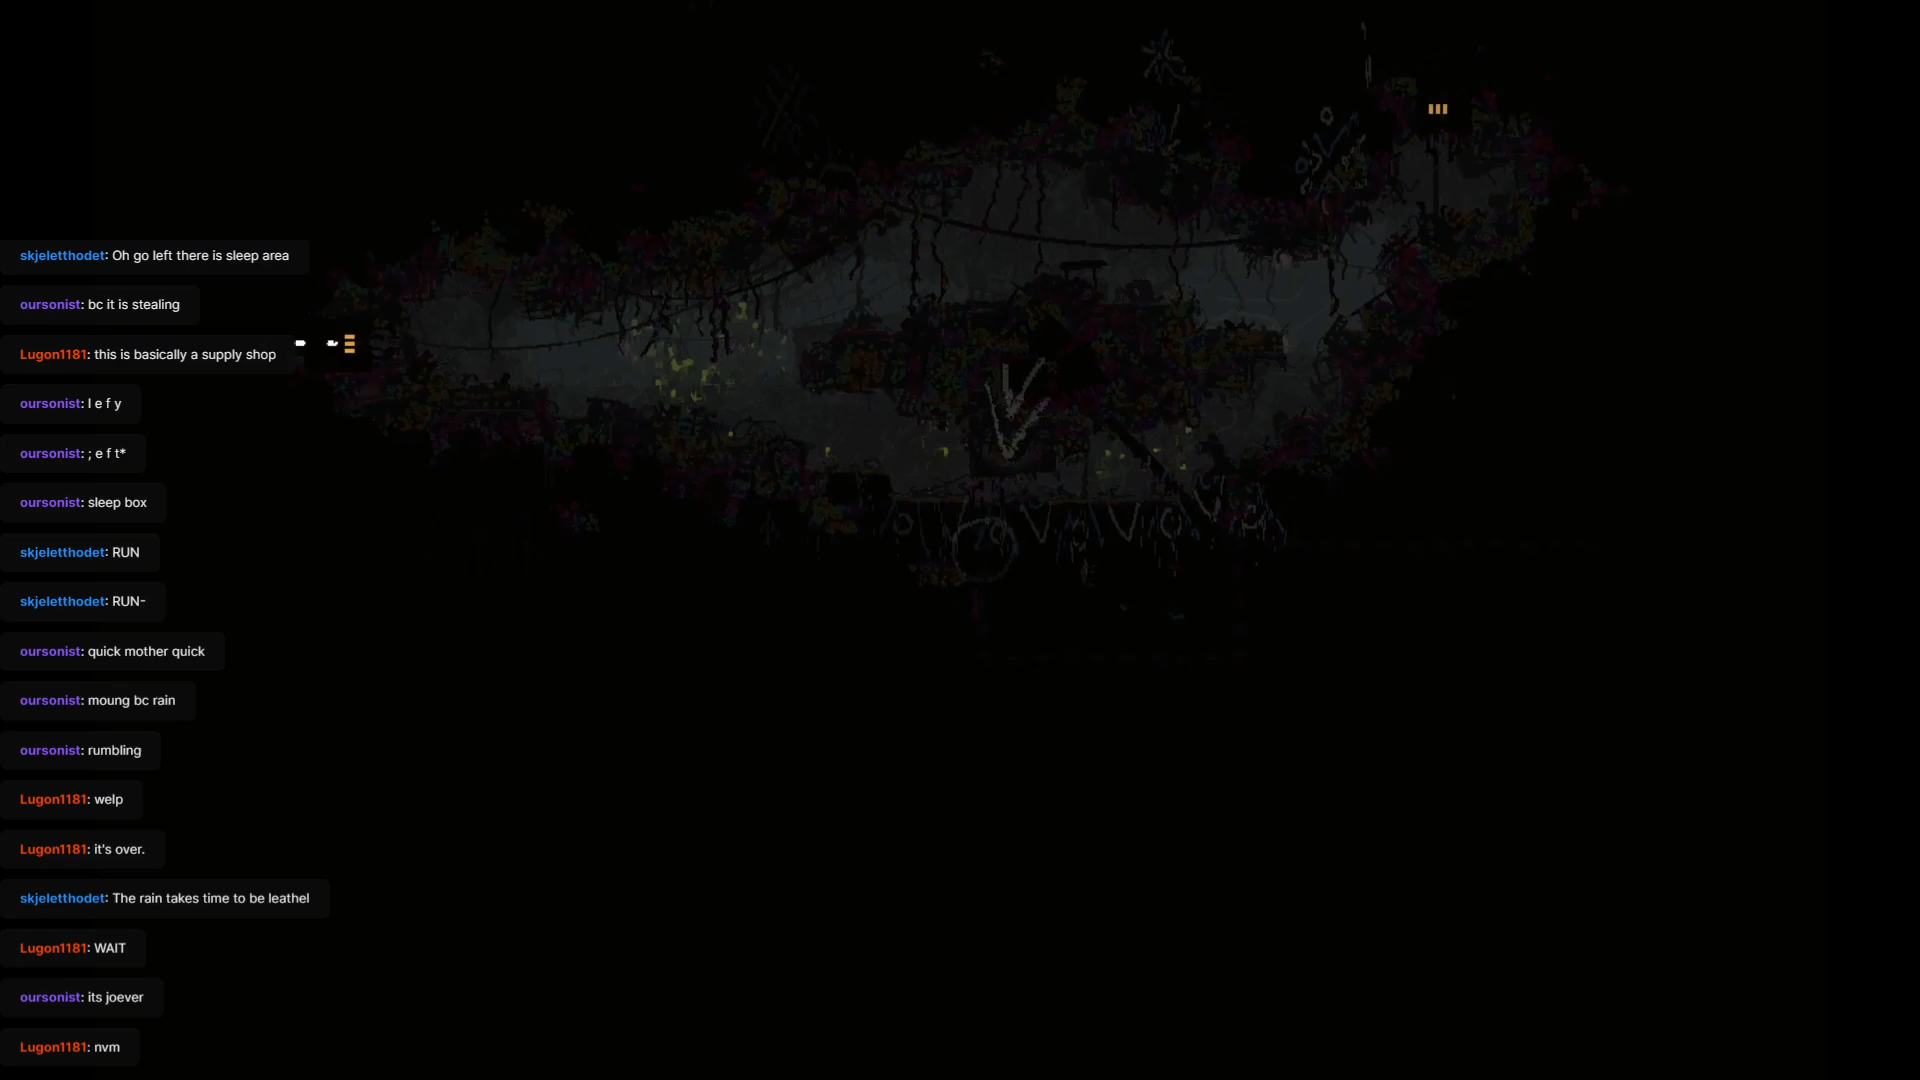 skjeletthodet: Oh go left there is sleep area
oursonist: bc it is stealing
Lugon1181: this is basically a supply shop
oursonist: l e f y
oursonist: ; e f t*
oursonist: sleep box
skjeletthodet: RUN
skjeletthodet: RUN-
oursonist: quick mother quick
oursonist: moung bc rain
oursonist: rumbling
Lugon1181: welp
Lugon1181: it's over.
skjeletthodet: The rain takes time to be leathel
Lugon1181: WAIT
oursonist: its joever
Lugon1181: nvm